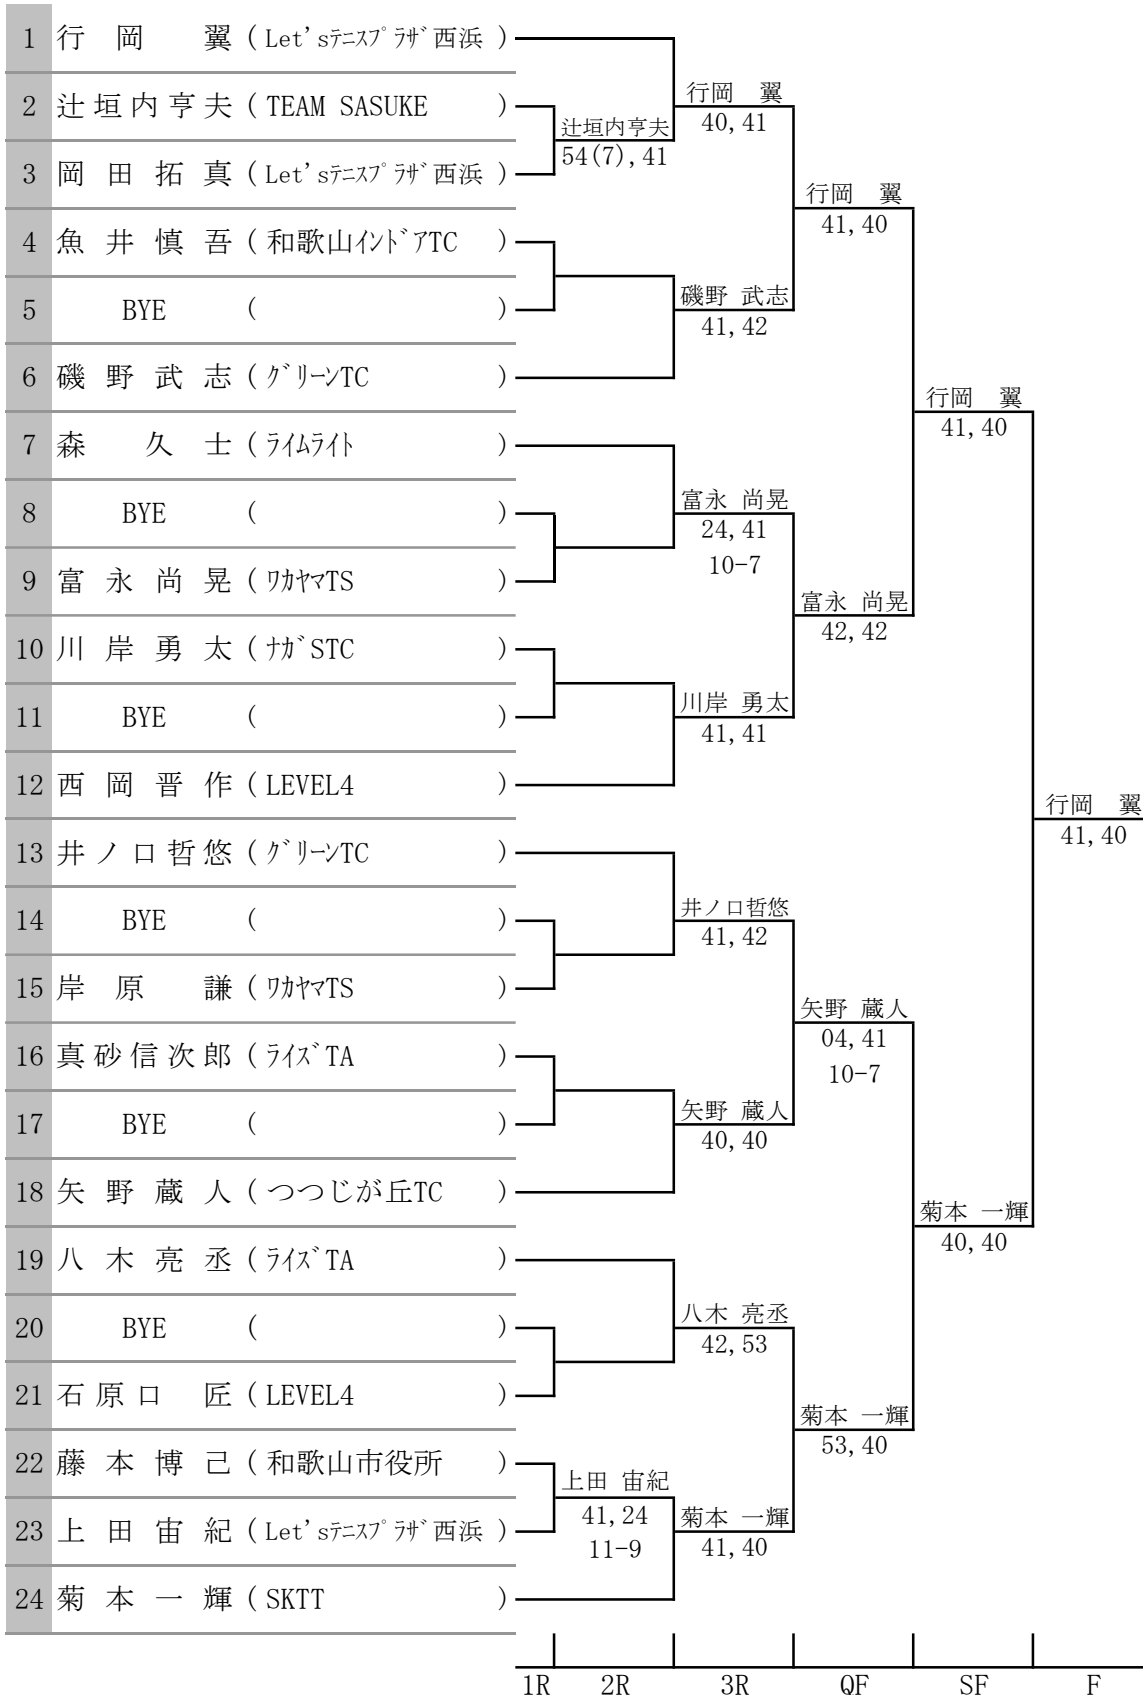 1 行岡 翼 (Let'sﾃﾆｽﾌﾟﾗｻﾞ西浜)
2 辻垣内亨夫 (TEAM SASUKE)
3 岡田拓真 (Let'sﾃﾆｽﾌﾟﾗｻﾞ西浜)
4 魚井慎吾 (和歌山ｲﾝﾄﾞｱTC)
5 BYE ( )
6 磯野武志 (ｸﾞﾘｰﾝTC)
7 森 久士 (ﾗｲﾑﾗｲﾄ)
8 BYE ( )
9 富永尚晃 (ﾜｶﾔﾏTS)
10 川岸勇太 (ﾅｶﾞSTC)
11 BYE ( )
12 西岡晋作 (LEVEL4)
13 井ノ口哲悠 (ｸﾞﾘｰﾝTC)
14 BYE ( )
15 岸原 謙 (ﾜｶﾔﾏTS)
16 真砂信次郎 (ﾗｲｽﾞTA)
17 BYE ( )
18 矢野蔵人 (つつじが丘TC)
19 八木亮丞 (ﾗｲｽﾞTA)
20 BYE ( )
21 石原口 匠 (LEVEL4)
22 藤本博己 (和歌山市役所)
23 上田宙紀 (Let'sﾃﾆｽﾌﾟﾗｻﾞ西浜)
24 菊本一輝 (SKTT)
辻垣内亨夫
54(7),41
上田 宙紀
41,24
11-9
行岡 翼
40,41
磯野 武志
41,42
富永 尚晃
24,41
10-7
川岸 勇太
41,41
井ノ口哲悠
41,42
矢野 蔵人
40,40
八木 亮丞
42,53
菊本 一輝
41,40
行岡 翼
41,40
富永 尚晃
42,42
矢野 蔵人
04,41
10-7
菊本 一輝
53,40
行岡 翼
41,40
菊本 一輝
40,40
行岡 翼
41,40
1R 2R 3R QF SF F